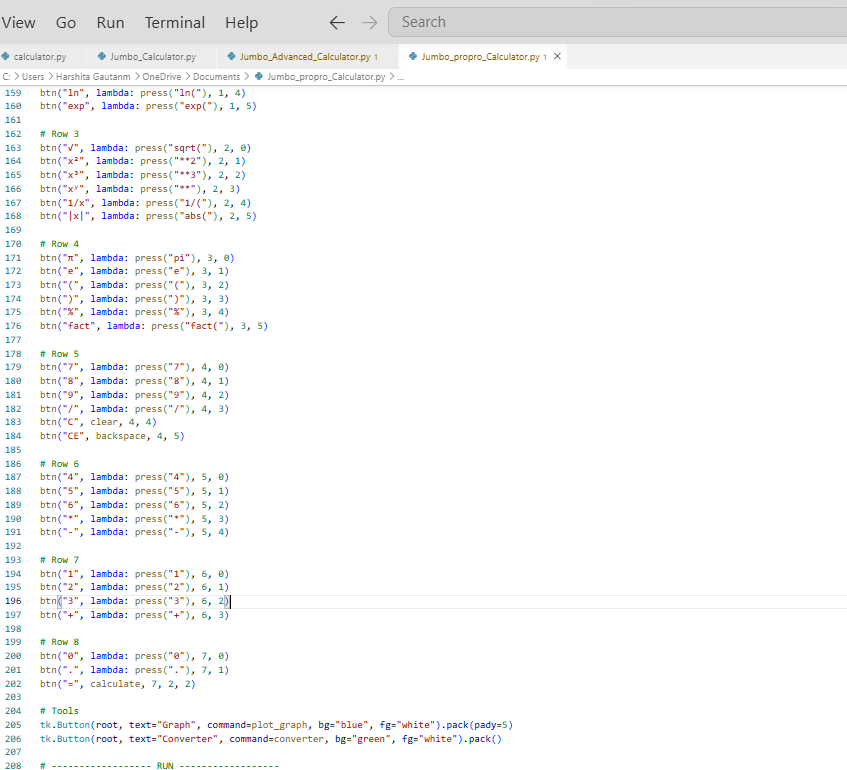 View Go Run Terminal Help ← → Search
calculator.py Jumbo_Calculator.py Jumbo_Advanced_Calculator.py 1 Jumbo_propro_Calculator.py 1 ×
C: > Users > Harshita Gautanm > OneDrive > Documents > Jumbo_propro_Calculator.py > ...
159 btn("ln", lambda: press("ln("), 1, 4)
160 btn("exp", lambda: press("exp("), 1, 5)
161
162 # Row 3
163 btn("√", lambda: press("sqrt("), 2, 0)
164 btn("x²", lambda: press("**2"), 2, 1)
165 btn("x³", lambda: press("**3"), 2, 2)
166 btn("xʸ", lambda: press("**"), 2, 3)
167 btn("1/x", lambda: press("1/("), 2, 4)
168 btn("|x|", lambda: press("abs("), 2, 5)
169
170 # Row 4
171 btn("π", lambda: press("pi"), 3, 0)
172 btn("e", lambda: press("e"), 3, 1)
173 btn("(", lambda: press("("), 3, 2)
174 btn(")", lambda: press(")"), 3, 3)
175 btn("%", lambda: press("%"), 3, 4)
176 btn("fact", lambda: press("fact("), 3, 5)
177
178 # Row 5
179 btn("7", lambda: press("7"), 4, 0)
180 btn("8", lambda: press("8"), 4, 1)
181 btn("9", lambda: press("9"), 4, 2)
182 btn("/", lambda: press("/"), 4, 3)
183 btn("C", clear, 4, 4)
184 btn("CE", backspace, 4, 5)
185
186 # Row 6
187 btn("4", lambda: press("4"), 5, 0)
188 btn("5", lambda: press("5"), 5, 1)
189 btn("6", lambda: press("6"), 5, 2)
190 btn("*", lambda: press("*"), 5, 3)
191 btn("-", lambda: press("-"), 5, 4)
192
193 # Row 7
194 btn("1", lambda: press("1"), 6, 0)
195 btn("2", lambda: press("2"), 6, 1)
196 btn("3", lambda: press("3"), 6, 2)
197 btn("+", lambda: press("+"), 6, 3)
198
199 # Row 8
200 btn("0", lambda: press("0"), 7, 0)
201 btn(".", lambda: press("."), 7, 1)
202 btn("=", calculate, 7, 2, 2)
203
204 # Tools
205 tk.Button(root, text="Graph", command=plot_graph, bg="blue", fg="white").pack(pady=5)
206 tk.Button(root, text="Converter", command=converter, bg="green", fg="white").pack()
207
208 # ------------------ RUN ------------------